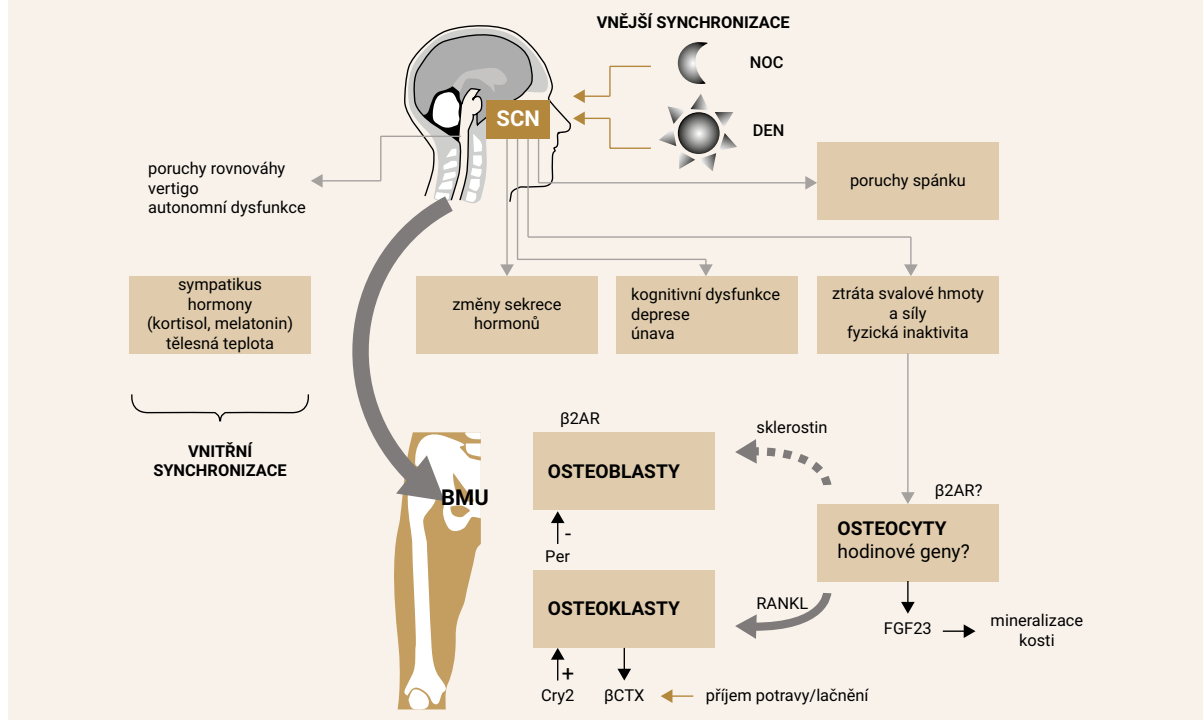 VNĚJŠÍ SYNCHRONIZACE
NOC
SCN
DEN
poruchy rovnováhy
vertigo
autonomní dysfunkce
poruchy spánku
sympatikus
hormony
(kortisol, melatonin)
tělesná teplota
změny sekrece
hormonů
kognitivní dysfunkce
deprese
únava
ztráta svalové hmoty
a síly
fyzická inaktivita
VNITŘNÍ
SYNCHRONIZACE
BMU
β2AR
OSTEOBLASTY
-
Per
sklerostin
β2AR?
OSTEOCYTY
hodinové geny?
OSTEOKLASTY
RANKL
FGF23
mineralizace
kosti
+
Cry2
βCTX
příjem potravy/lačnění